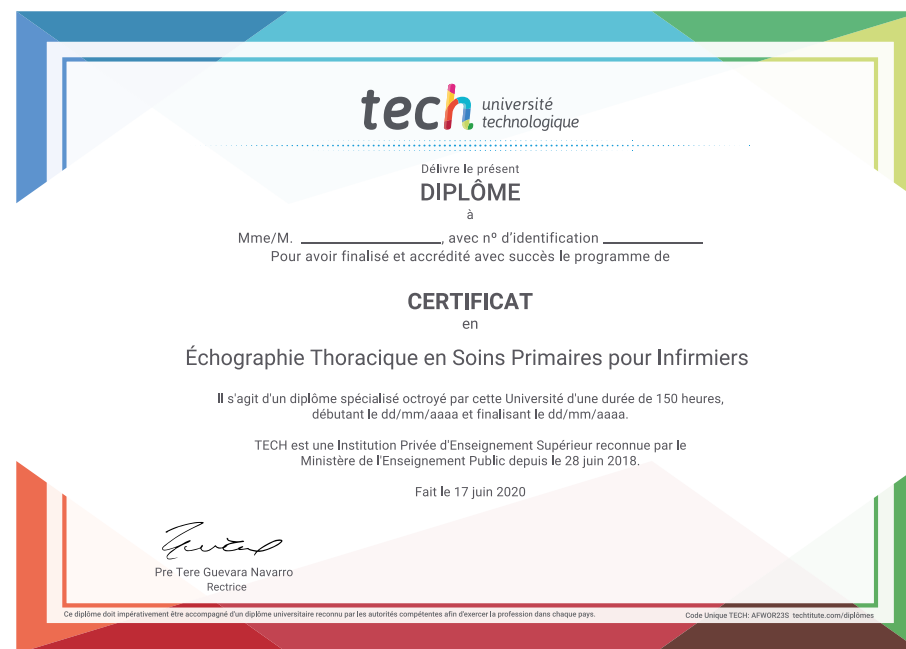 tech université
technologique
Délivre le présent
DIPLÔME
à
Mme/M. ____________________, avec nº d'identification ______________
Pour avoir finalisé et accrédité avec succès le programme de
CERTIFICAT
en
Échographie Thoracique en Soins Primaires pour Infirmiers
Il s'agit d'un diplôme spécialisé octroyé par cette Université d'une durée de 150 heures,
débutant le dd/mm/aaaa et finalisant le dd/mm/aaaa.
TECH est une Institution Privée d'Enseignement Supérieur reconnue par le
Ministère de l'Enseignement Public depuis le 28 juin 2018.
Fait le 17 juin 2020
Pre Tere Guevara Navarro
Rectrice
Ce diplôme doit impérativement être accompagné d'un diplôme universitaire reconnu par les autorités compétentes afin d'exercer la profession dans chaque pays.
Code Unique TECH: AFWOR23S techtitute.com/diplômes